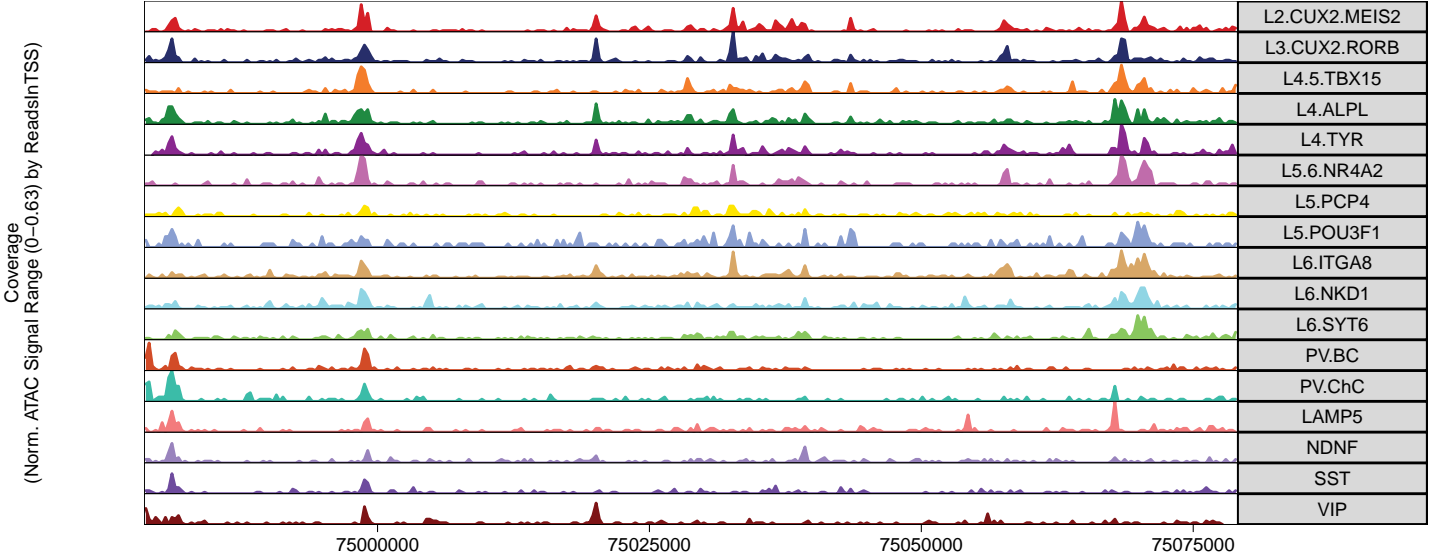 Coverage
(Norm. ATAC Signal Range (0−0.63) by ReadsInTSS)
L2.CUX2.MEIS2
L3.CUX2.RORB
L4.5.TBX15
L4.ALPL
L4.TYR
L5.6.NR4A2
L5.PCP4
L5.POU3F1
L6.ITGA8
L6.NKD1
L6.SYT6
PV.BC
PV.ChC
LAMP5
NDNF
SST
VIP
75000000 75025000 75050000 75075000